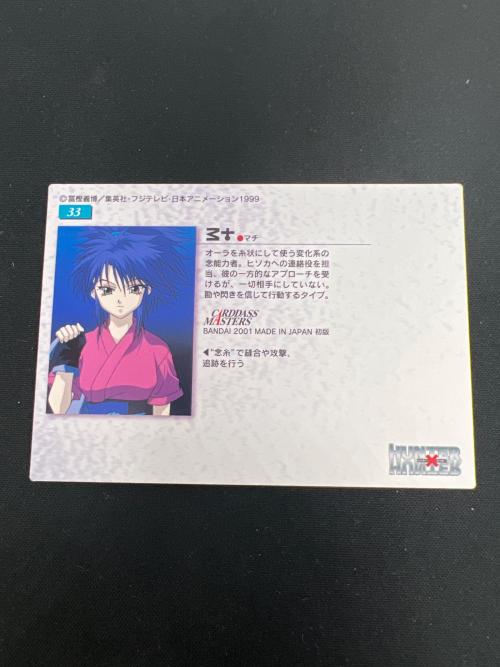 ©冨樫義博／集英社・フジテレビ・日本アニメーション1999
33
●マチ
オーラを糸状にして使う変化系の
念能力者。ヒソカへの連絡役を担
当、彼の一方的なアプローチを受
けるが、一切相手にしていない。
勘や閃きを信じて行動するタイプ。
CARDDASS
MASTERS
BANDAI 2001 MADE IN JAPAN 初版
◀“念糸”で縫合や攻撃、
追跡を行う
HUNTER×HUNTER